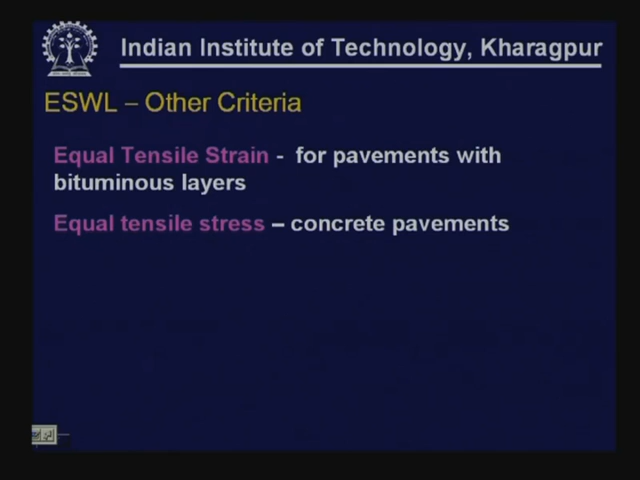 Indian Institute of Technology, Kharagpur
ESWL – Other Criteria
Equal Tensile Strain - for pavements with
bituminous layers
Equal tensile stress – concrete pavements